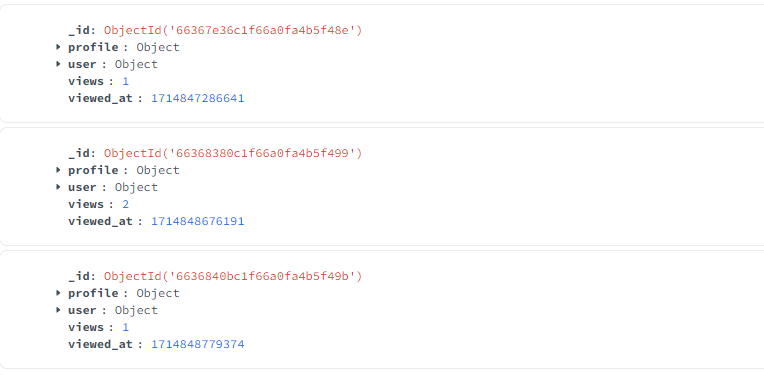 _id: ObjectId('66367e36c1f66a0fa4b5f48e')
profile : Object
user : Object
views : 1
viewed_at : 1714847286641
_id: ObjectId('66368380c1f66a0fa4b5f499')
profile : Object
user : Object
views : 2
viewed_at : 1714848676191
_id: ObjectId('6636840bc1f66a0fa4b5f49b')
profile : Object
user : Object
views : 1
viewed_at : 1714848779374